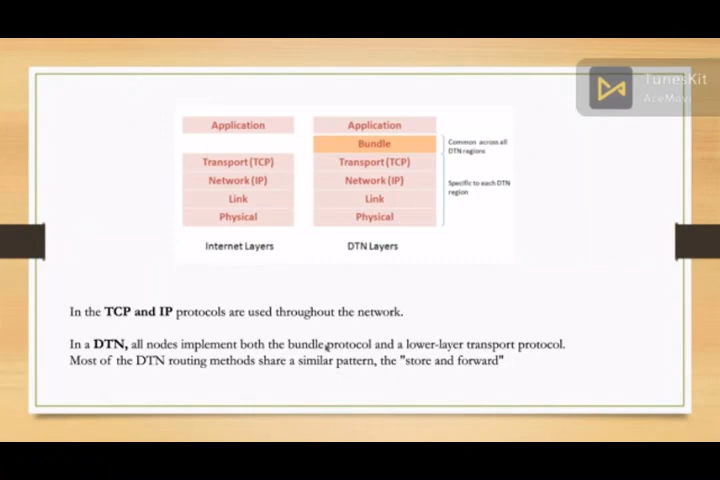 TunesKit
AceMovi
Application
Transport (TCP)
Network (IP)
Link
Physical
Internet Layers
Application
Bundle
Transport (TCP)
Network (IP)
Link
Physical
DTN Layers
Common across all
DTN regions
Specific to each DTN
region
In the TCP and IP protocols are used throughout the network.
In a DTN, all nodes implement both the bundle protocol and a lower-layer transport protocol.
Most of the DTN routing methods share a similar pattern, the "store and forward"